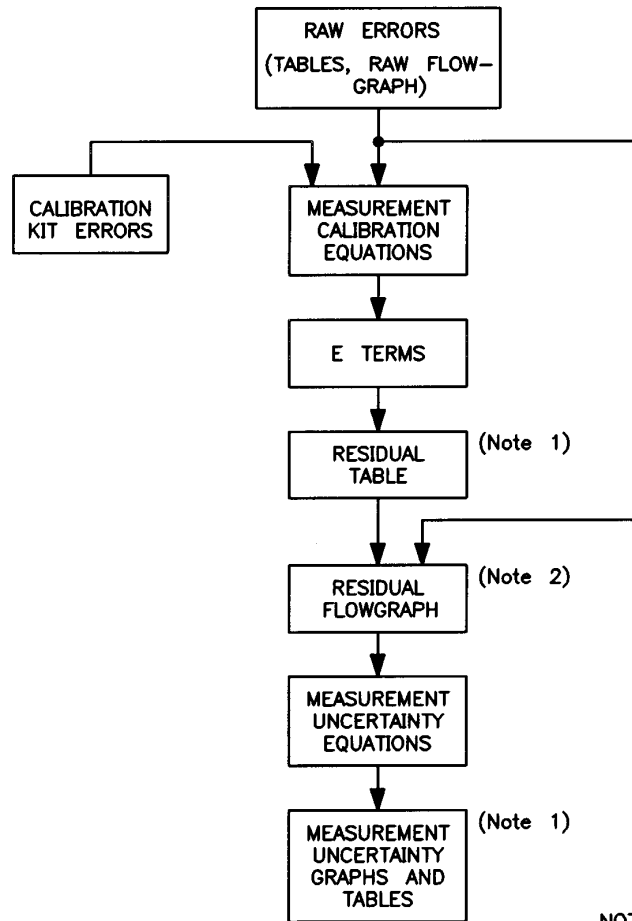 RAW ERRORS
(TABLES, RAW FLOW-
GRAPH)
CALIBRATION
KIT ERRORS
MEASUREMENT
CALIBRATION
EQUATIONS
E TERMS
RESIDUAL
TABLE
(Note 1)
RESIDUAL
FLOWGRAPH
(Note 2)
MEASUREMENT
UNCERTAINTY
EQUATIONS
MEASUREMENT
UNCERTAINTY
GRAPHS AND
TABLES
(Note 1)